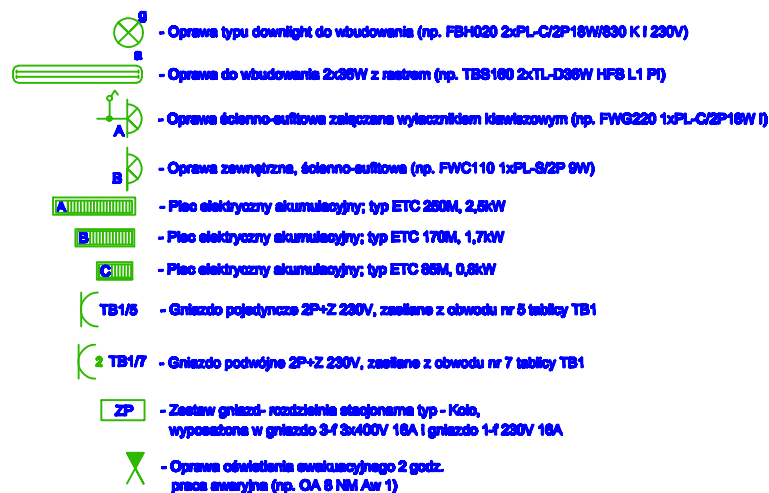 g
- Oprawa typu downlight do wbudowania (np. FBH020 2xPL-C/2P18W/830 K I 230V)
a
- Oprawa do wbudowania 2x36W z rastrem (np. TBS160 2xTL-D36W HFS L1 PI)
A - Oprawa ścienno-sufitowa załączana wyłącznikiem klawiszowym (np. FWG220 1xPL-C/2P18W I)
B - Oprawa zewnętrzna, ścienno-sufitowa (np. FWC110 1xPL-S/2P 9W)
A - Piec elektryczny akumulacyjny; typ ETC 250M, 2,5kW
B - Piec elektryczny akumulacyjny; typ ETC 170M, 1,7kW
C - Piec elektryczny akumulacyjny; typ ETC 85M, 0,8kW
TB1/5 - Gniazdo pojedyncze 2P+Z 230V, zasilane z obwodu nr 5 tablicy TB1
2 TB1/7 - Gniazdo podwójne 2P+Z 230V, zasilane z obwodu nr 7 tablicy TB1
ZP - Zestaw gniazd- rozdzielnia stacjonarna typ - Koło,
wyposażona w gniazdo 3-f 3x400V 16A i gniazdo 1-f 230V 16A
- Oprawa oświetlenia ewakuacyjnego 2 godz.
praca awaryjna (np. OA 8 NM Aw 1)